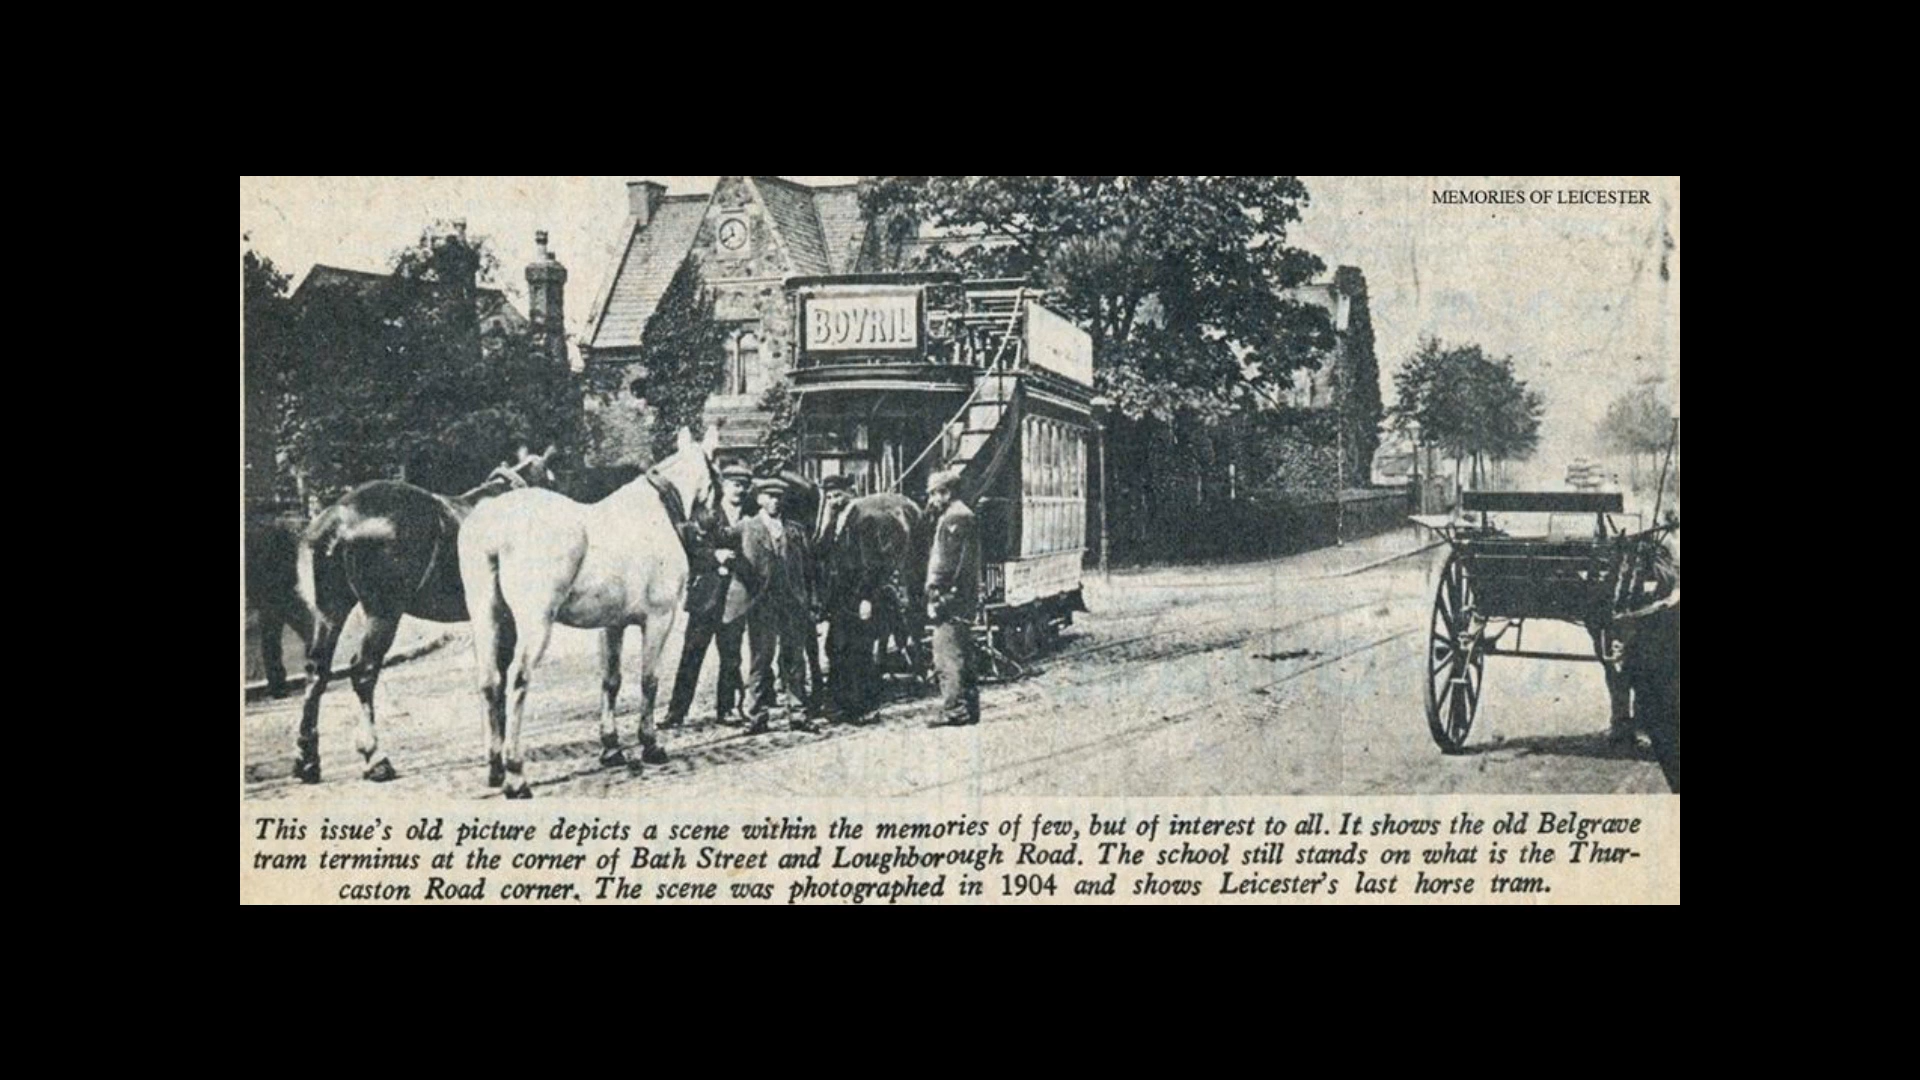 MEMORIES OF LEICESTER
BOVRIL
This issue's old picture depicts a scene within the memories of few, but of interest to all. It shows the old Belgrave
tram terminus at the corner of Bath Street and Loughborough Road. The school still stands on what is the Thur-
caston Road corner. The scene was photographed in 1904 and shows Leicester's last horse tram.